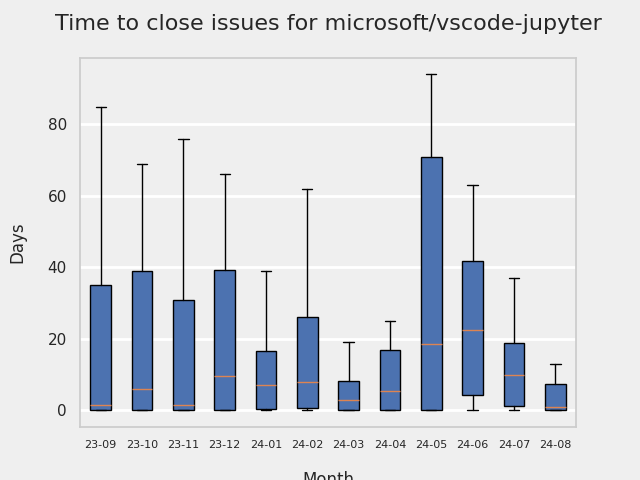 Time to close issues for microsoft/vscode-jupyter
80
60
40
20
0
Days
23-09 23-10 23-11 23-12 24-01 24-02 24-03 24-04 24-05 24-06 24-07 24-08
Month